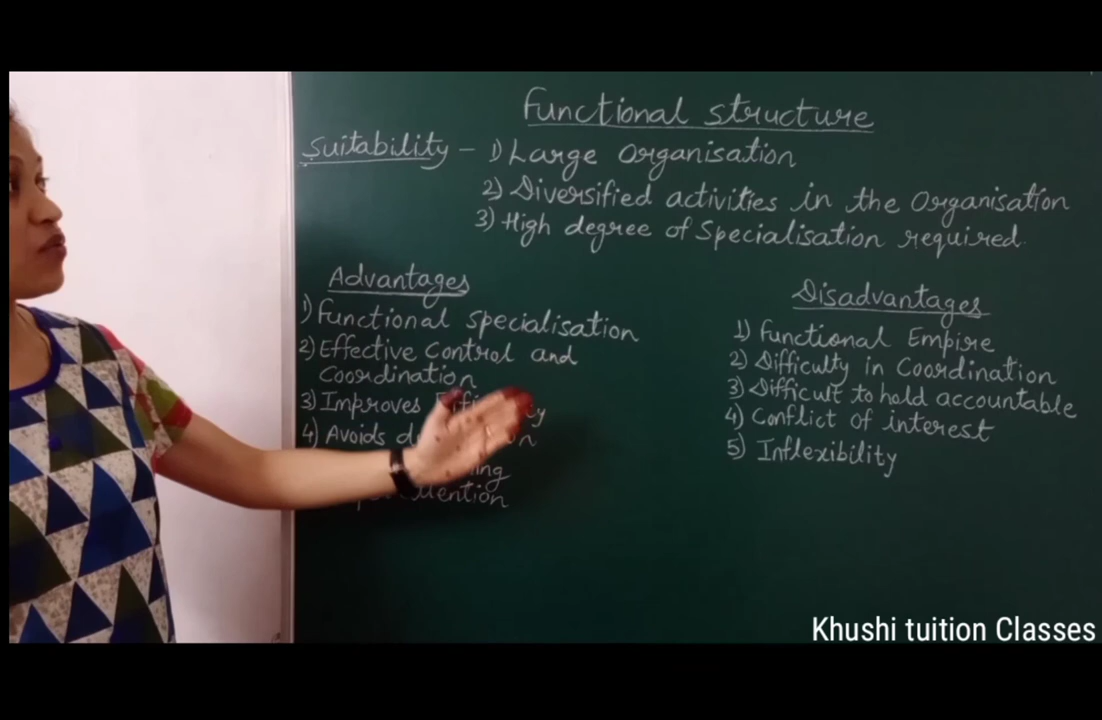 Functional Structure
Suitability - 1) Large Organisation
2) Diversified activities in the Organisation
3) High degree of Specialisation required.
Advantages
1) Functional Specialisation
2) Effective Control and
Coordination
3) Improves
4) Avoids
Disadvantages
1) Functional Empire
2) Difficulty in Coordination
3) Difficult to hold accountable
4) Conflict of interest
5) Inflexibility
Khushi tuition Classes